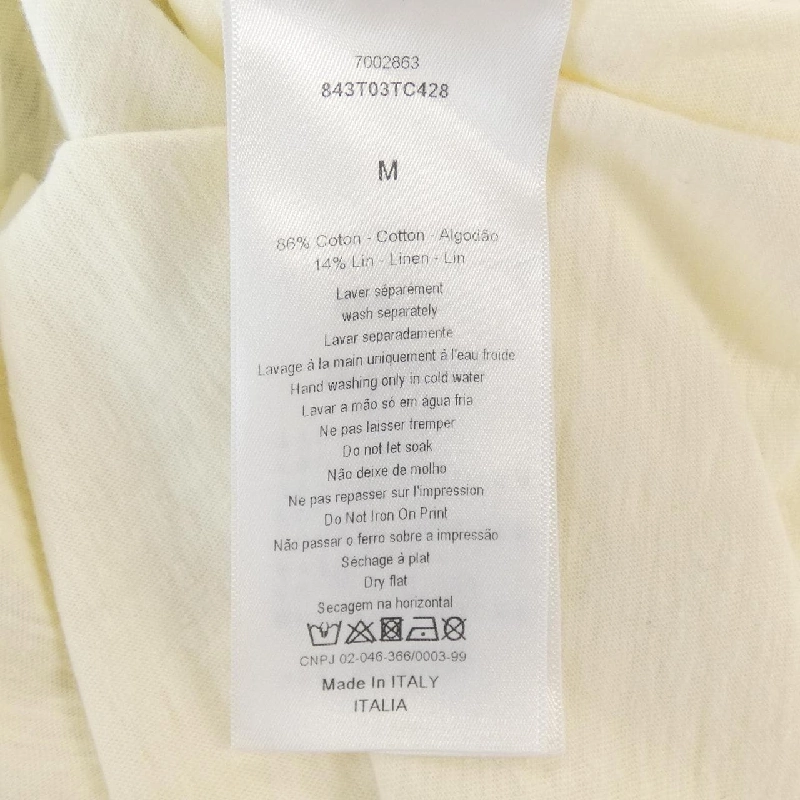 7002863
843T03TC428
M
86% Coton - Cotton - Algodão
14% Lin - Linen - Lin
Laver séparément
wash separately
Lavar separadamente
Lavage à la main uniquement à l'eau froide
Hand washing only in cold water
Lavar a mão só em água fria
Ne pas laisser tremper
Do not let soak
Não deixe de molho
Ne pas repasser sur l'impression
Do Not Iron On Print
Não passar o ferro sobre a impressão
Séchage à plat
Dry flat
Secagem na horizontal
CNPJ 02-046-366/0003-99
Made In ITALY
ITALIA